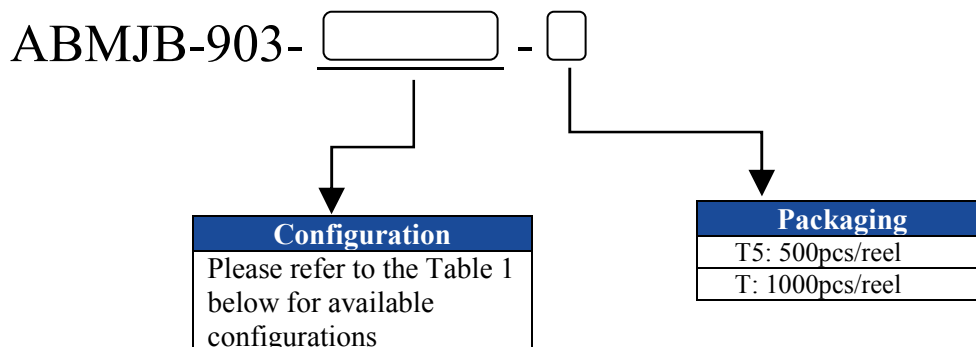 ABMJB-903- -
Configuration
Please refer to the Table 1
below for available
configurations
Packaging
T5: 500pcs/reel
T: 1000pcs/reel